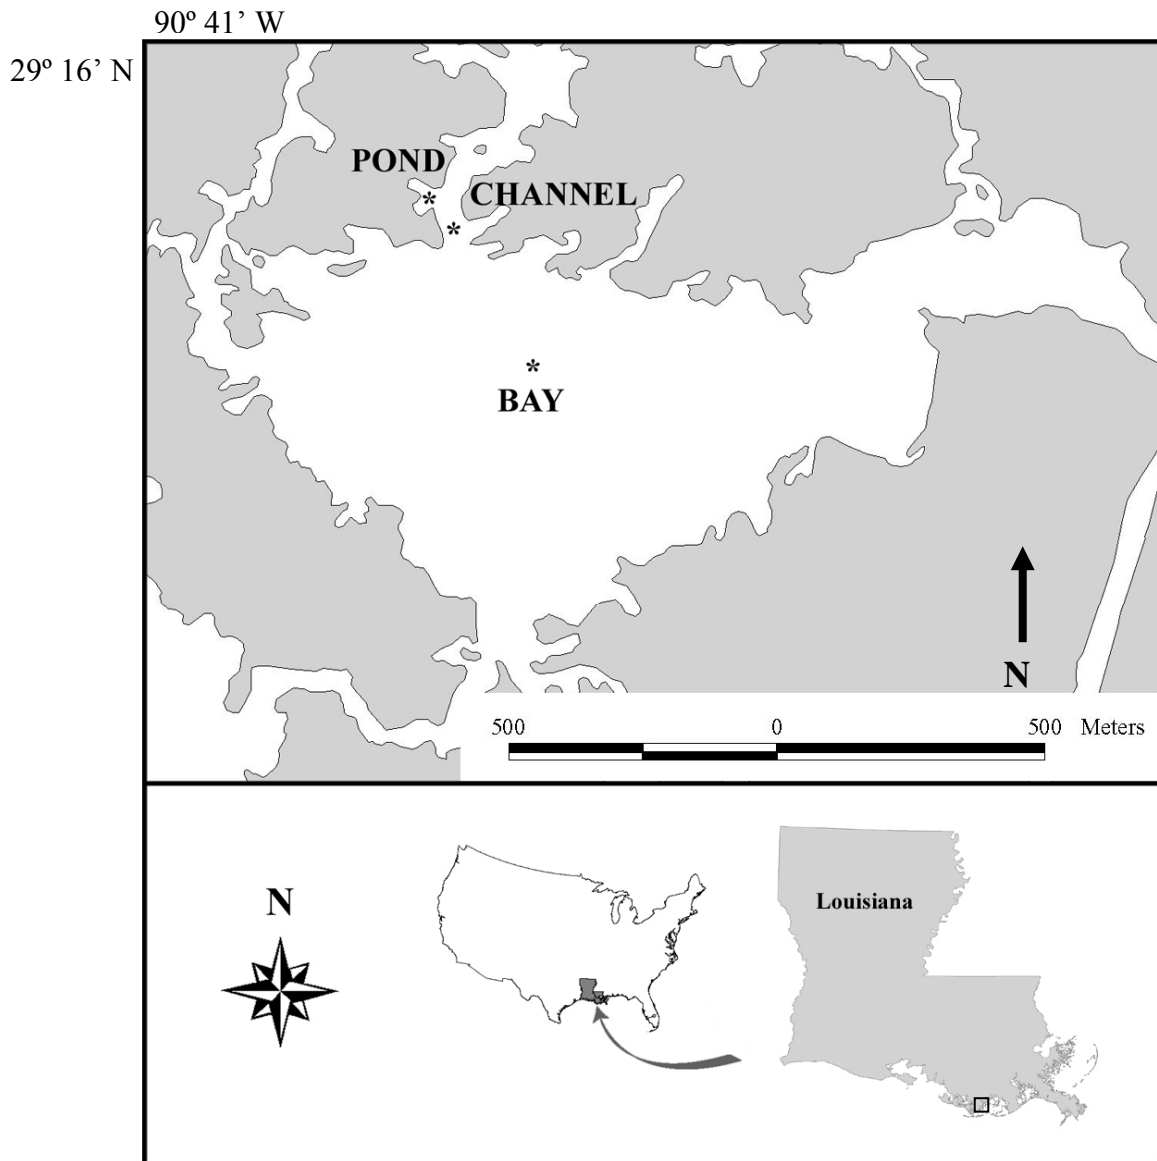 90º 41’ W
29º 16’ N
POND
CHANNEL
*
*
*
BAY
N
500 0 500 Meters
N
Louisiana